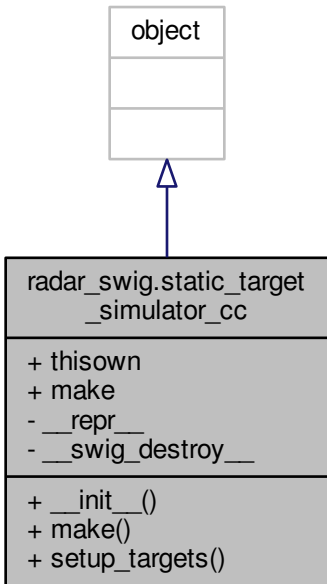 object
radar_swig.static_target
_simulator_cc
+ thisown
+ make
- __repr__
- __swig_destroy__
+ __init__()
+ make()
+ setup_targets()